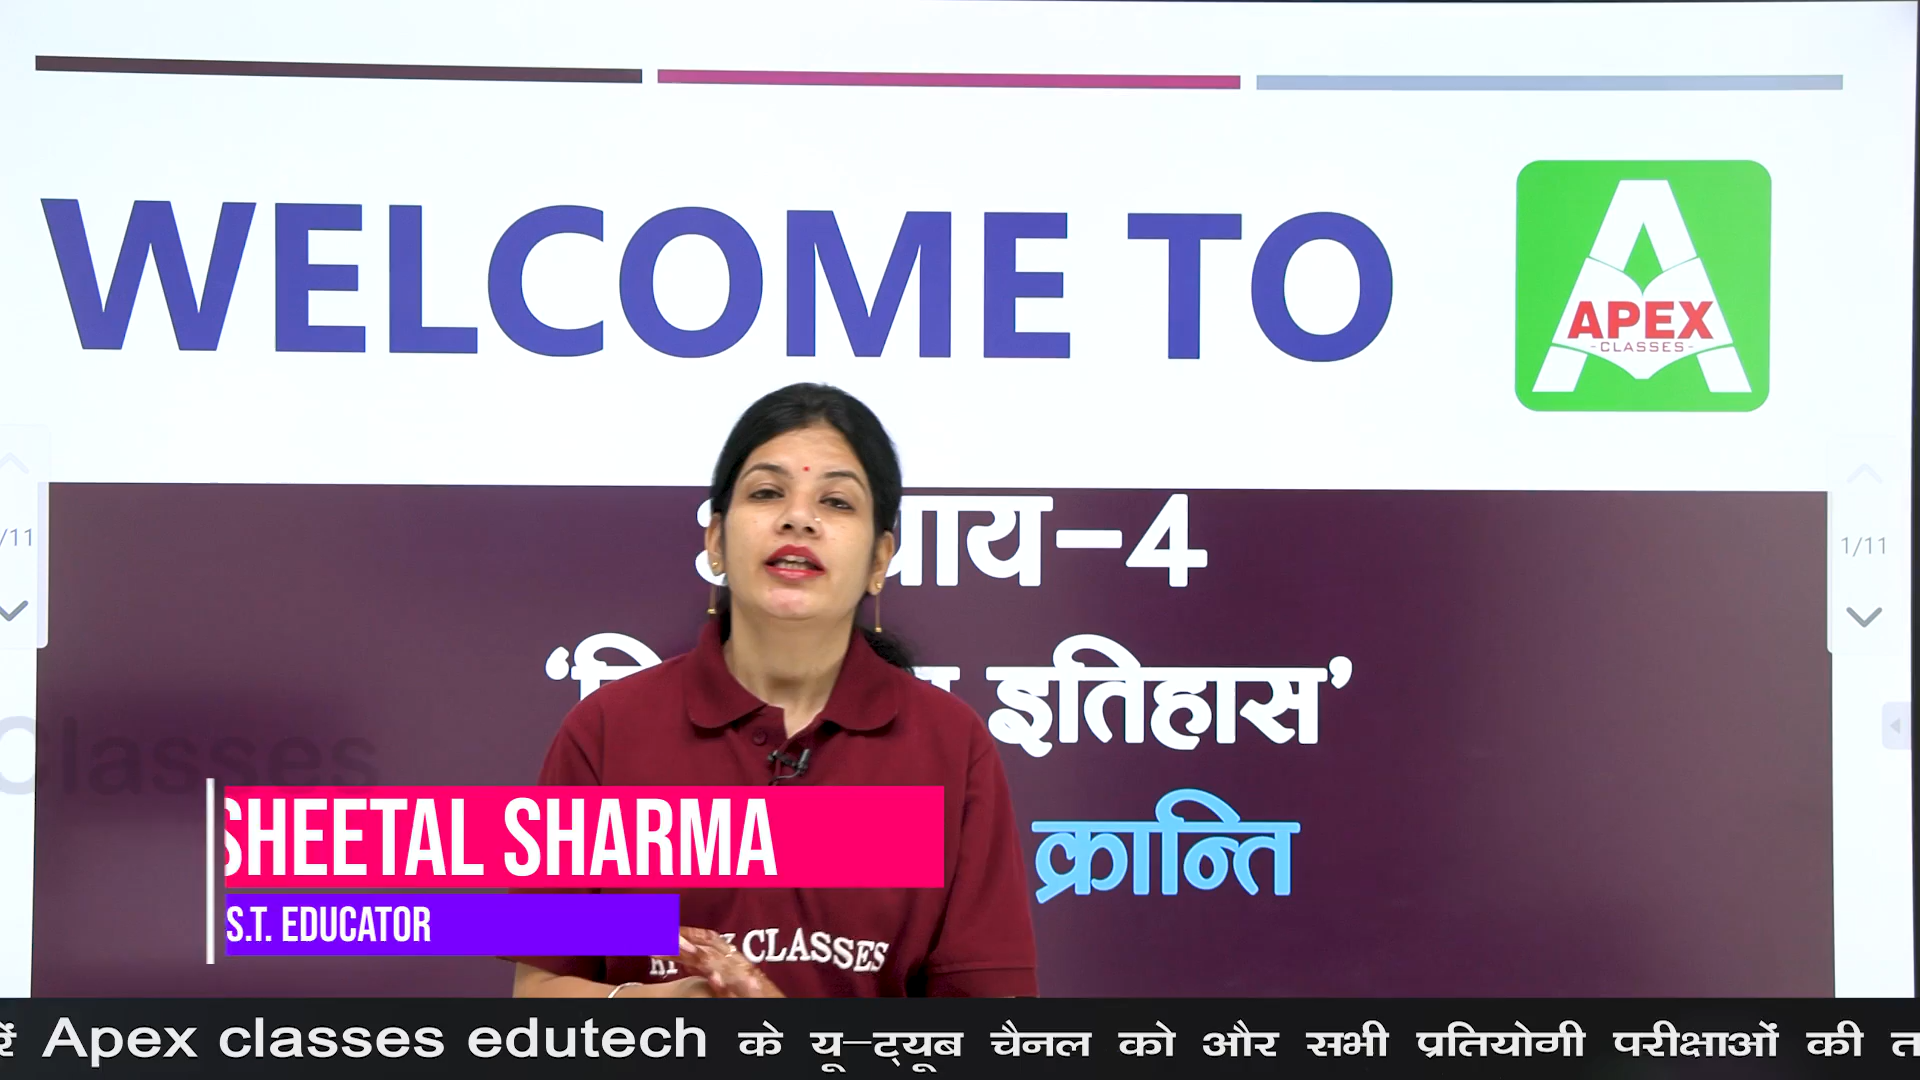 WELCOME TO
APEX
-CLASSES-
-4
इतिहास’
क्रान्ति
/11
1/11
Classes
SHEETAL SHARMA
S.T. EDUCATOR
CLASSES
Apex classes edutech के यू-ट्यूब चैनल को और सभी प्रतियोगी परीक्षाओं की